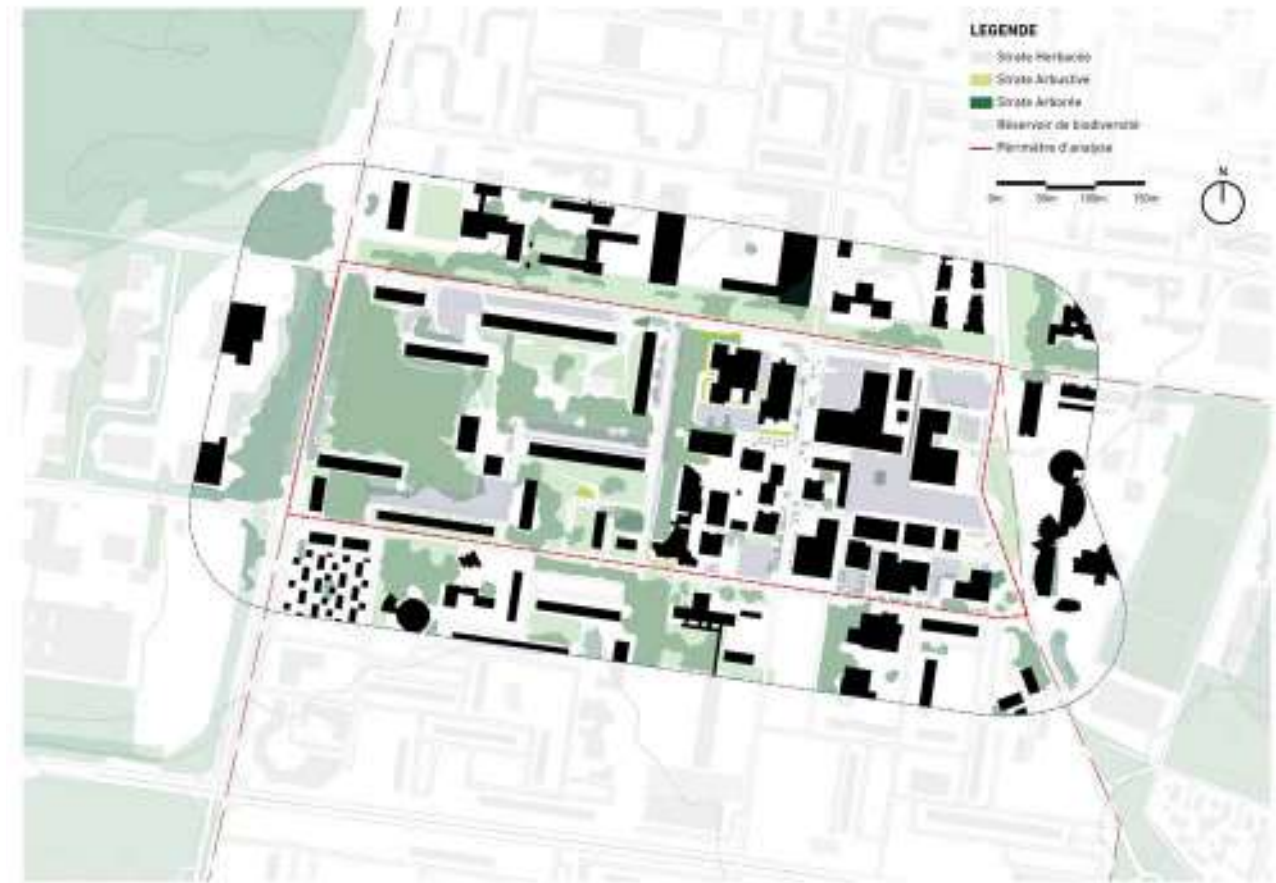 LEGENDE
Strate Herbacée
Strate Arbustive
Strate Arborée
Réservoir de biodiversité
Périmètre d'analyse
N
0m 50m 100m 150m